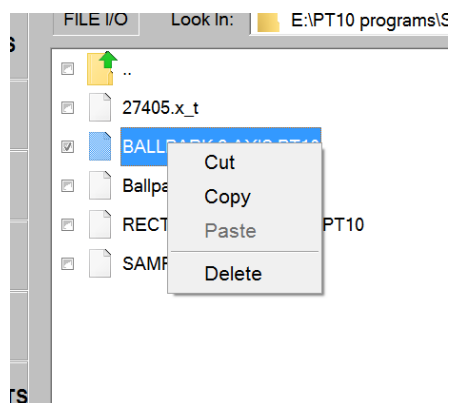 FILE I/O Look In: E:\PT10 programs\S
S
..
27405.x_t
BALLPARK 3 AXIS.PT10
Cut
Ballpa
Copy
RECT PT10
Paste
SAMP
Delete
TS